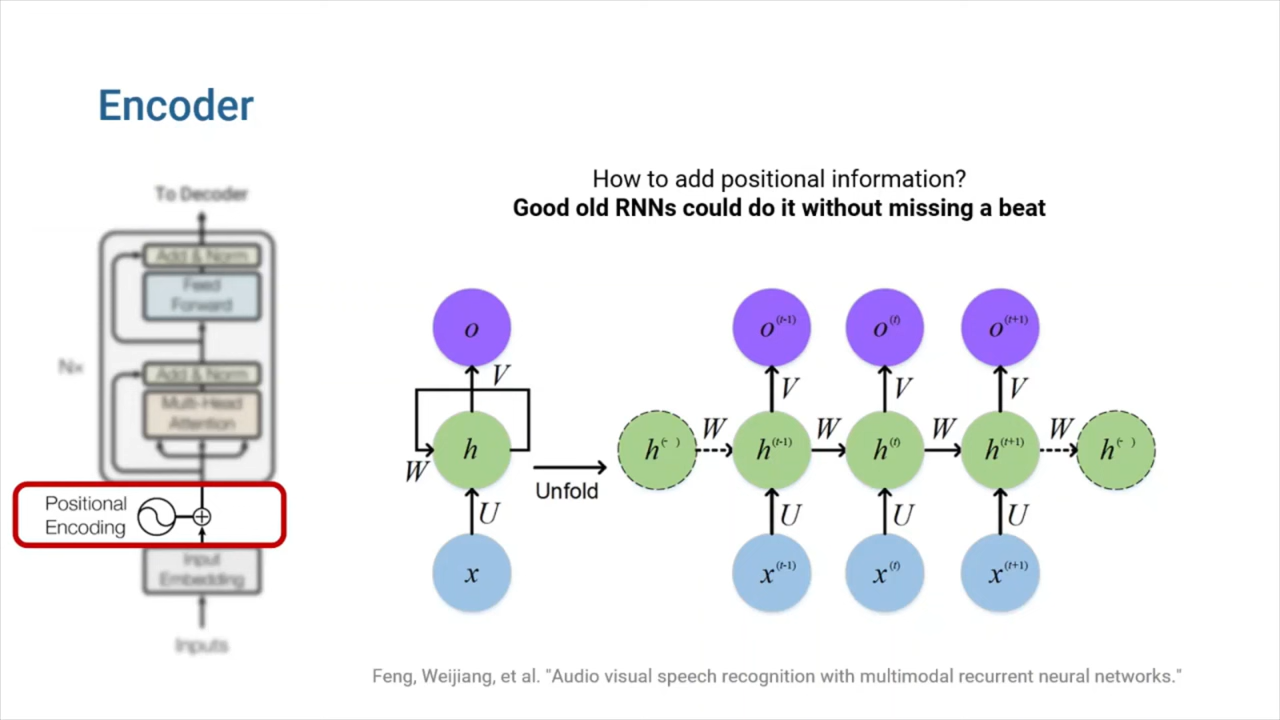 Encoder
How to add positional information?
Good old RNNs could do it without missing a beat
To Decoder
Add & Norm
Feed
Forward
Nx
Add & Norm
Multi-Head
Attention
Positional
Encoding
Input
Embedding
Inputs
o
V
W
h
U
x
Unfold
o(t-1) o(t) o(t+1)
V V V
h(- ) W h(t-1) W h(t) W h(t+1) W h(- )
U U U
x(t-1) x(t) x(t+1)
Feng, Weijiang, et al. "Audio visual speech recognition with multimodal recurrent neural networks."